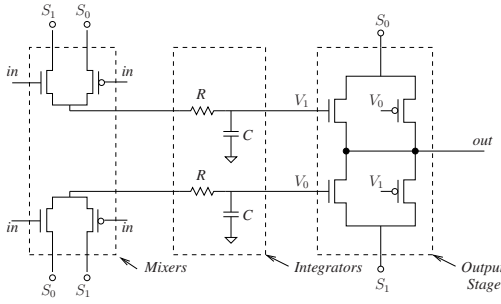 S₁ S₀ S₀
in in
R V₁ V₀
C out
R V₀ V₁
in in C
S₀ S₁ Mixers Integrators S₁ Output
Stage